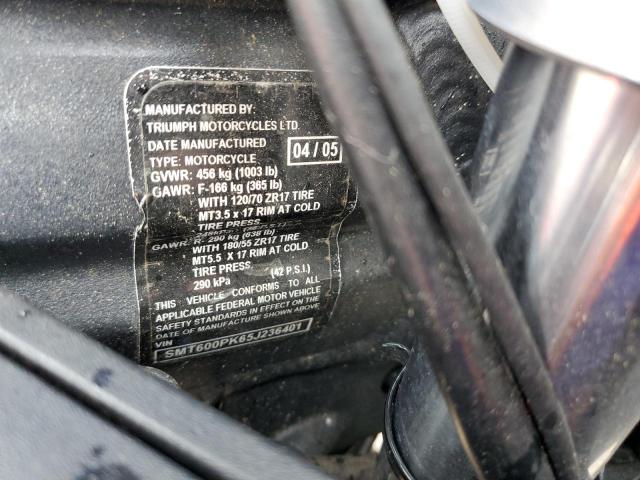 MANUFACTURED BY:
TRIUMPH MOTORCYCLES LTD.
DATE MANUFACTURED 04 / 05
TYPE: MOTORCYCLE
GVWR: 456 kg (1003 lb)
GAWR: F-166 kg (365 lb)
WITH 120/70 ZR17 TIRE
MT3.5 x 17 RIM AT COLD
TIRE PRESS.
GAWR: R. 290 kg (638 lb)
WITH 180/55 ZR17 TIRE
MT5.5 X 17 RIM AT COLD
TIRE PRESS.
290 kPa (42 P.S.I.)
THIS VEHICLE CONFORMS TO ALL
APPLICABLE FEDERAL MOTOR VEHICLE
SAFETY STANDARDS IN EFFECT ON THE
DATE OF MANUFACTURE SHOWN ABOVE
VIN SMT600PK65J236401